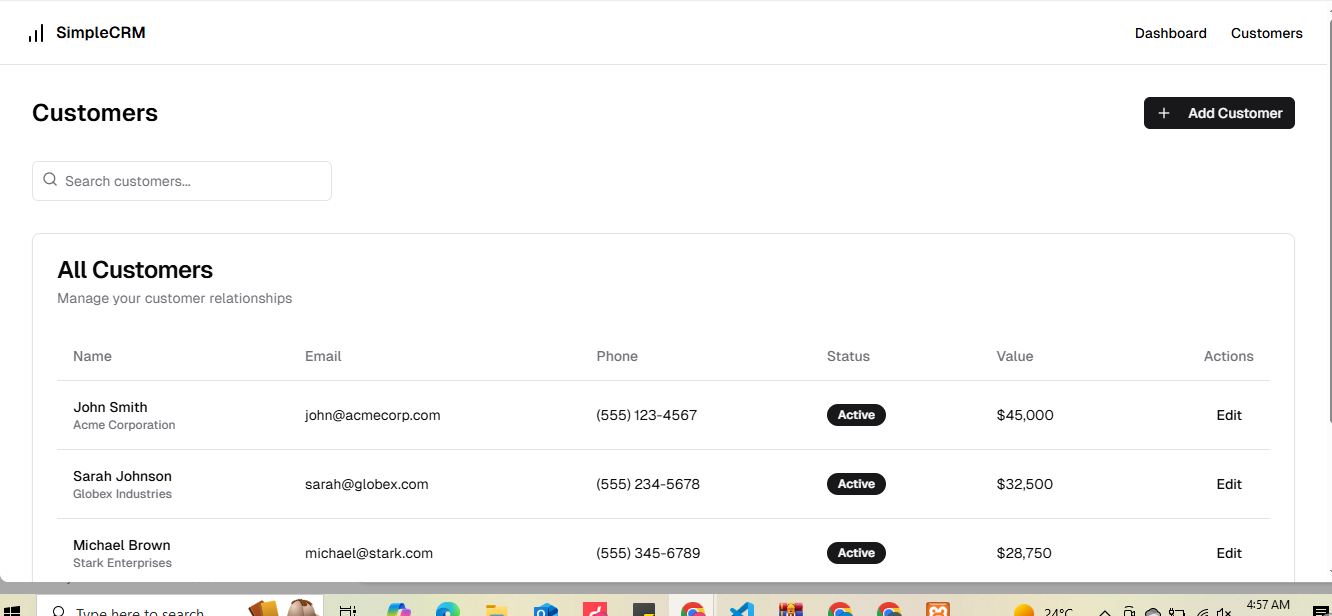 SimpleCRM Dashboard Customers
Customers + Add Customer
Search customers...
All Customers
Manage your customer relationships
Name Email Phone Status Value Actions
John Smith
Acme Corporation
john@acmecorp.com (555) 123-4567 Active $45,000 Edit
Sarah Johnson
Globex Industries
sarah@globex.com (555) 234-5678 Active $32,500 Edit
Michael Brown
Stark Enterprises
michael@stark.com (555) 345-6789 Active $28,750 Edit
Type here to search 24°C 4:57 AM